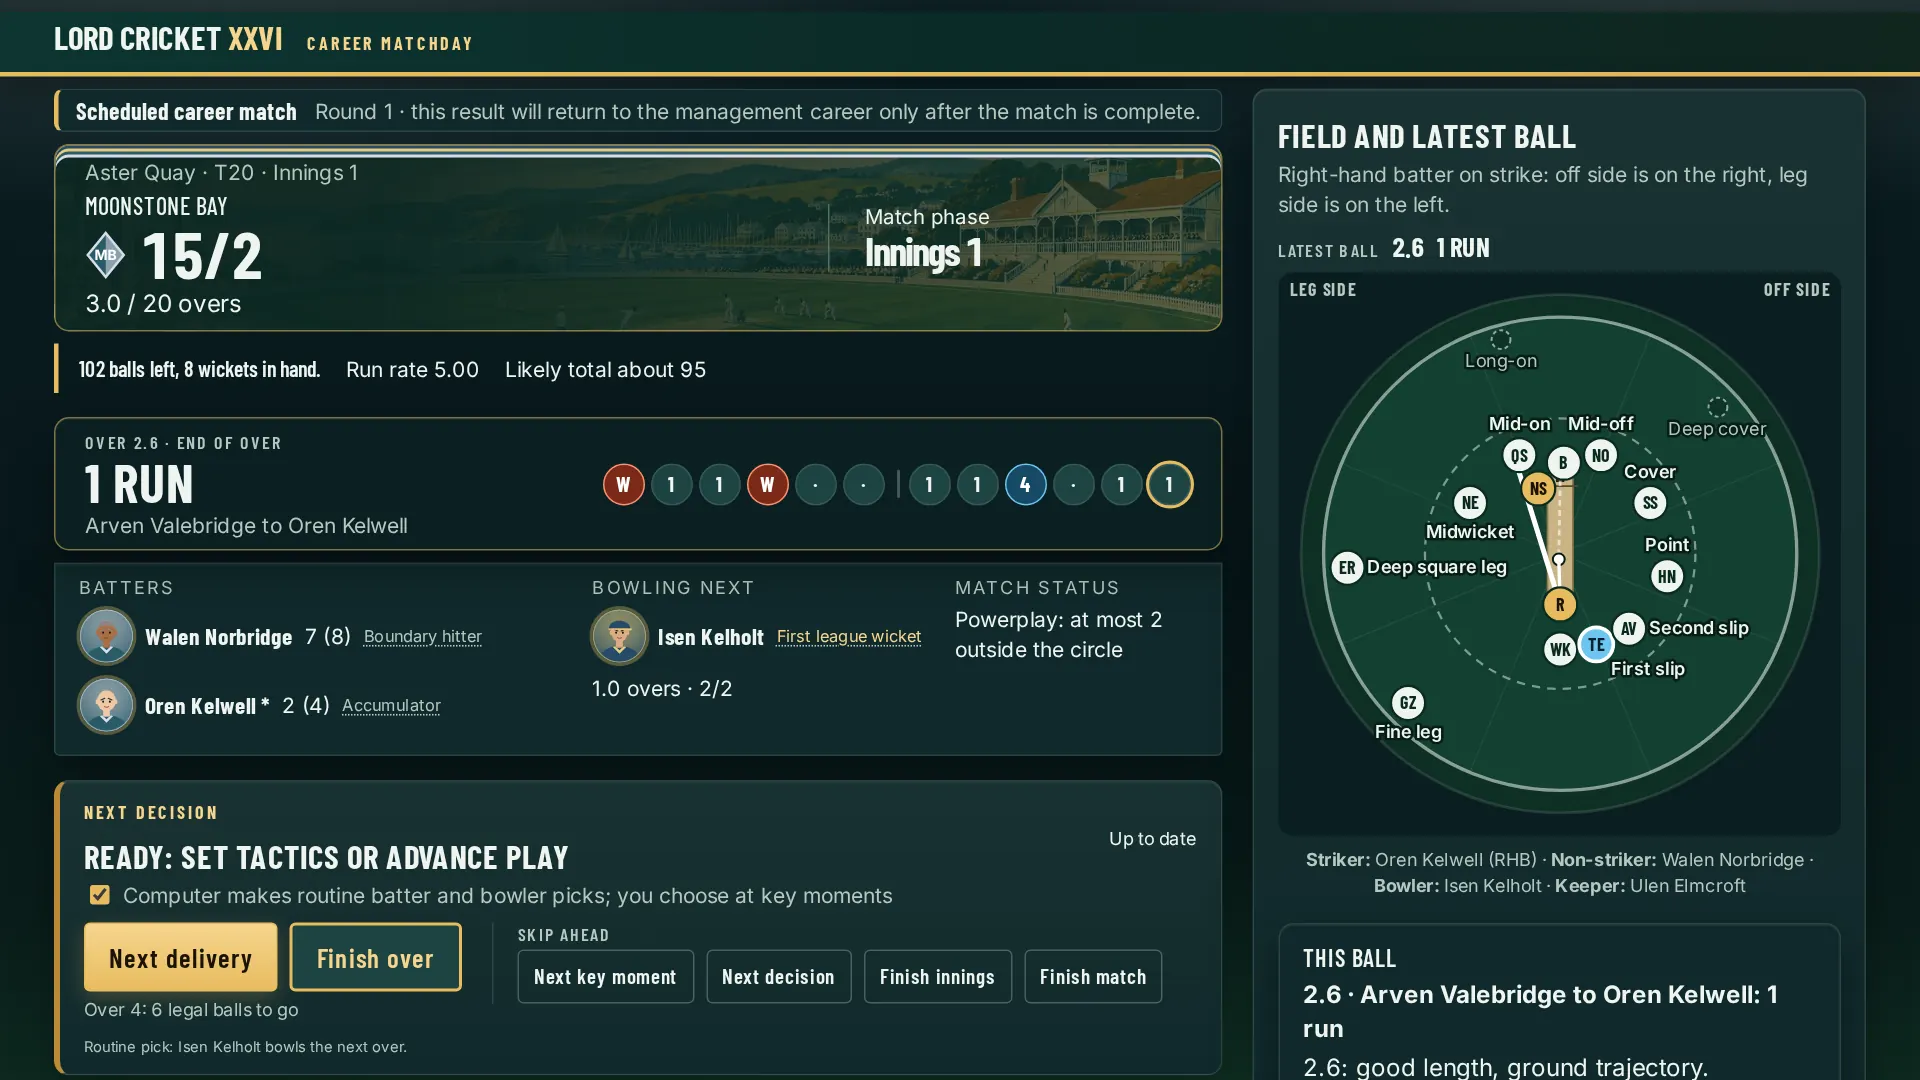 LORD CRICKET XXVI CAREER MATCHDAY
Scheduled career match Round 1 · this result will return to the management career only after the match is complete.
Aster Quay · T20 · Innings 1
MOONSTONE BAY
MB 15/2
3.0 / 20 overs
Match phase
Innings 1
102 balls left, 8 wickets in hand. Run rate 5.00 Likely total about 95
OVER 2.6 · END OF OVER
1 RUN
Arven Valebridge to Oren Kelwell
W 1 1 W · · | 1 1 4 · 1 1
BATTERS
Walen Norbridge 7 (8) Boundary hitter
Oren Kelwell * 2 (4) Accumulator
BOWLING NEXT
Isen Kelholt First league wicket
1.0 overs · 2/2
MATCH STATUS
Powerplay: at most 2
outside the circle
NEXT DECISION
READY: SET TACTICS OR ADVANCE PLAY
Up to date
Computer makes routine batter and bowler picks; you choose at key moments
Next delivery
Finish over
SKIP AHEAD
Next key moment
Next decision
Finish innings
Finish match
Over 4: 6 legal balls to go
Routine pick: Isen Kelholt bowls the next over.
FIELD AND LATEST BALL
Right-hand batter on strike: off side is on the right, leg
side is on the left.
LATEST BALL 2.6 1 RUN
LEG SIDE
OFF SIDE
Long-on
Deep cover
Mid-on
Mid-off
QS
B
NO
Cover
NS
NE
SS
Midwicket
Point
ER Deep square leg
HN
R
AV Second slip
WK
TE
First slip
GZ
Fine leg
Striker: Oren Kelwell (RHB) · Non-striker: Walen Norbridge ·
Bowler: Isen Kelholt · Keeper: Ulen Elmcroft
THIS BALL
2.6 · Arven Valebridge to Oren Kelwell: 1
run
2.6: good length, ground trajectory.